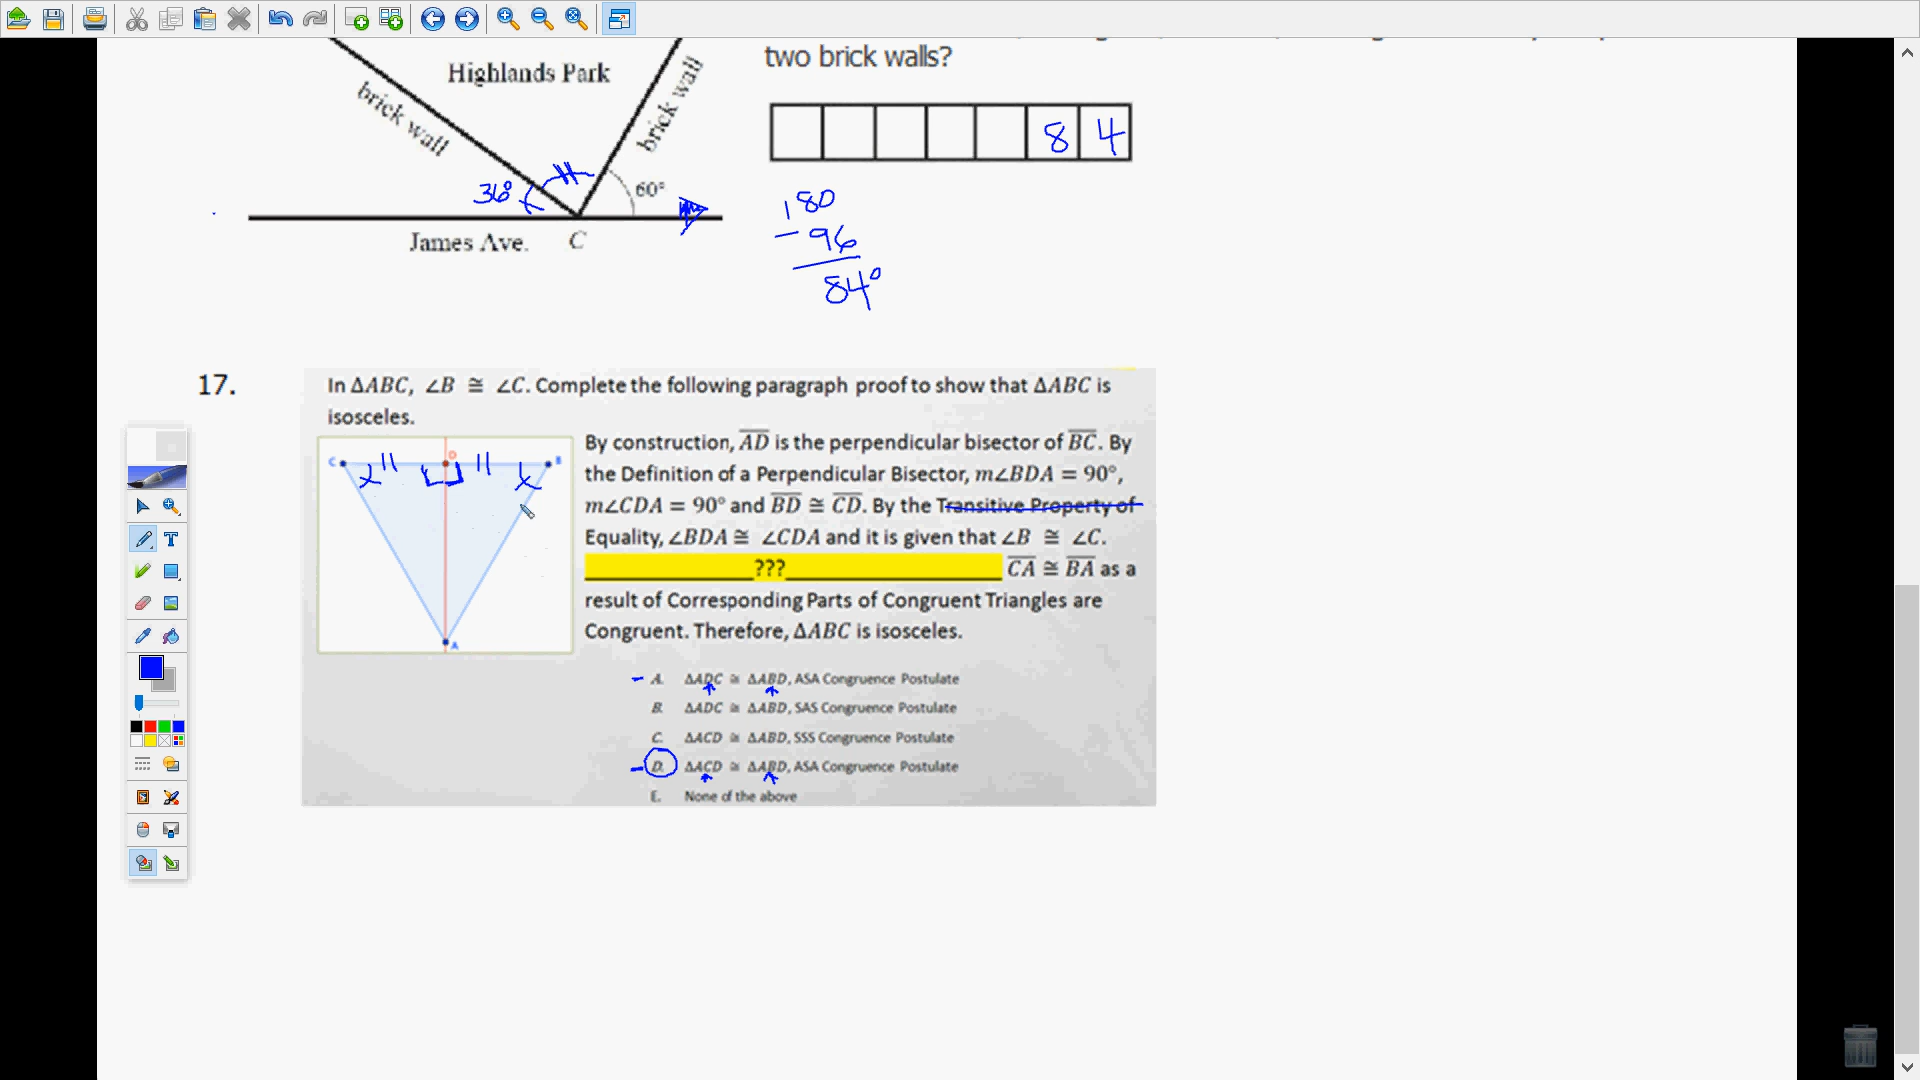 two brick walls?
Highlands Park
brick wall
brick wall
8 4
36°
60°
James Ave. C
180
- 96
84°
17.
In ΔABC, ∠B ≅ ∠C. Complete the following paragraph proof to show that ΔABC is
isosceles.
C D B
A
By construction, AD is the perpendicular bisector of BC. By
the Definition of a Perpendicular Bisector, m∠BDA = 90°,
m∠CDA = 90° and BD ≅ CD. By the Transitive Property of
Equality, ∠BDA ≅ ∠CDA and it is given that ∠B ≅ ∠C.
???  CA ≅ BA as a
result of Corresponding Parts of Congruent Triangles are
Congruent. Therefore, ΔABC is isosceles.
A. ΔADC ≅ ΔABD, ASA Congruence Postulate
B. ΔADC ≅ ΔABD, SAS Congruence Postulate
C. ΔACD ≅ ΔABD, SSS Congruence Postulate
D. ΔACD ≅ ΔABD, ASA Congruence Postulate
E. None of the above